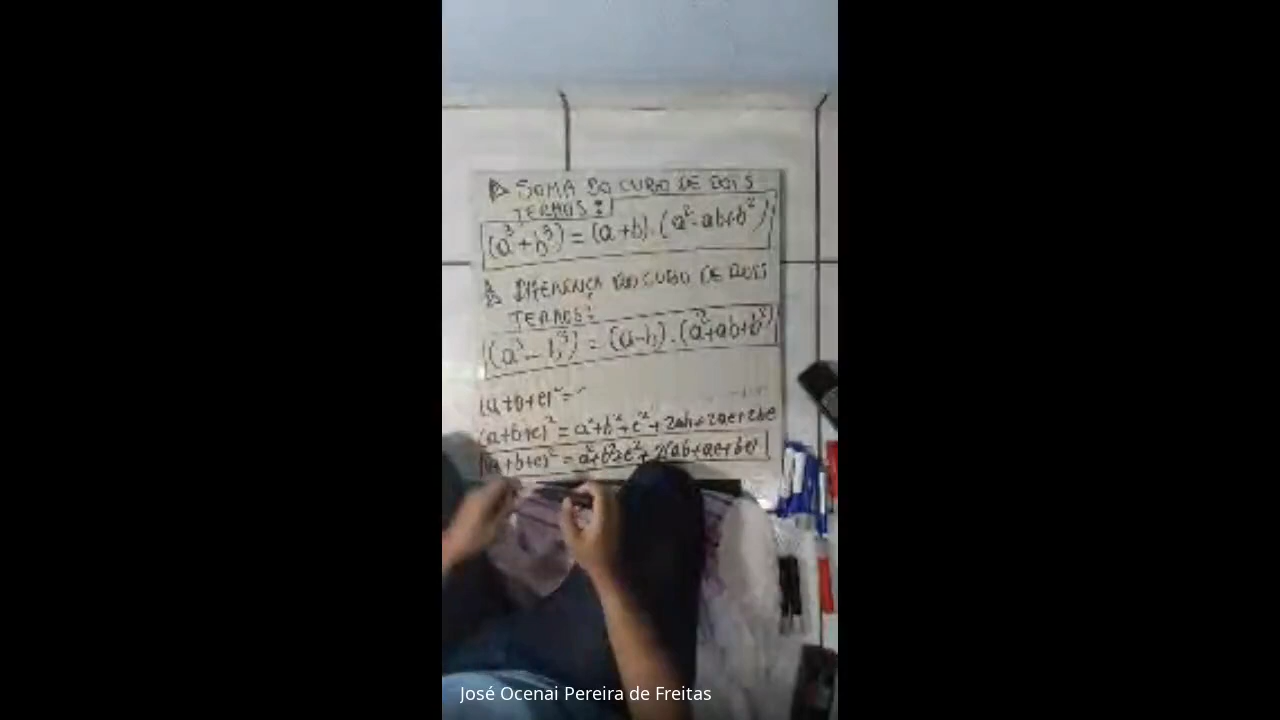 SOMA DO CUBO DE DOIS
TERMOS:
(a³+b³) = (a+b).(a²-ab+b²)
DIFERENÇA DO CUBO DE DOIS
TERMOS:
(a³-b³) = (a-b).(a²+ab+b²)
(a+b+c)²=
(a+b+c)² = a²+b²+c²+2ab+2ac+2bc
(a+b+c)² = a²+b²+c²+2(ab+ac+bc)
José Ocenai Pereira de Freitas